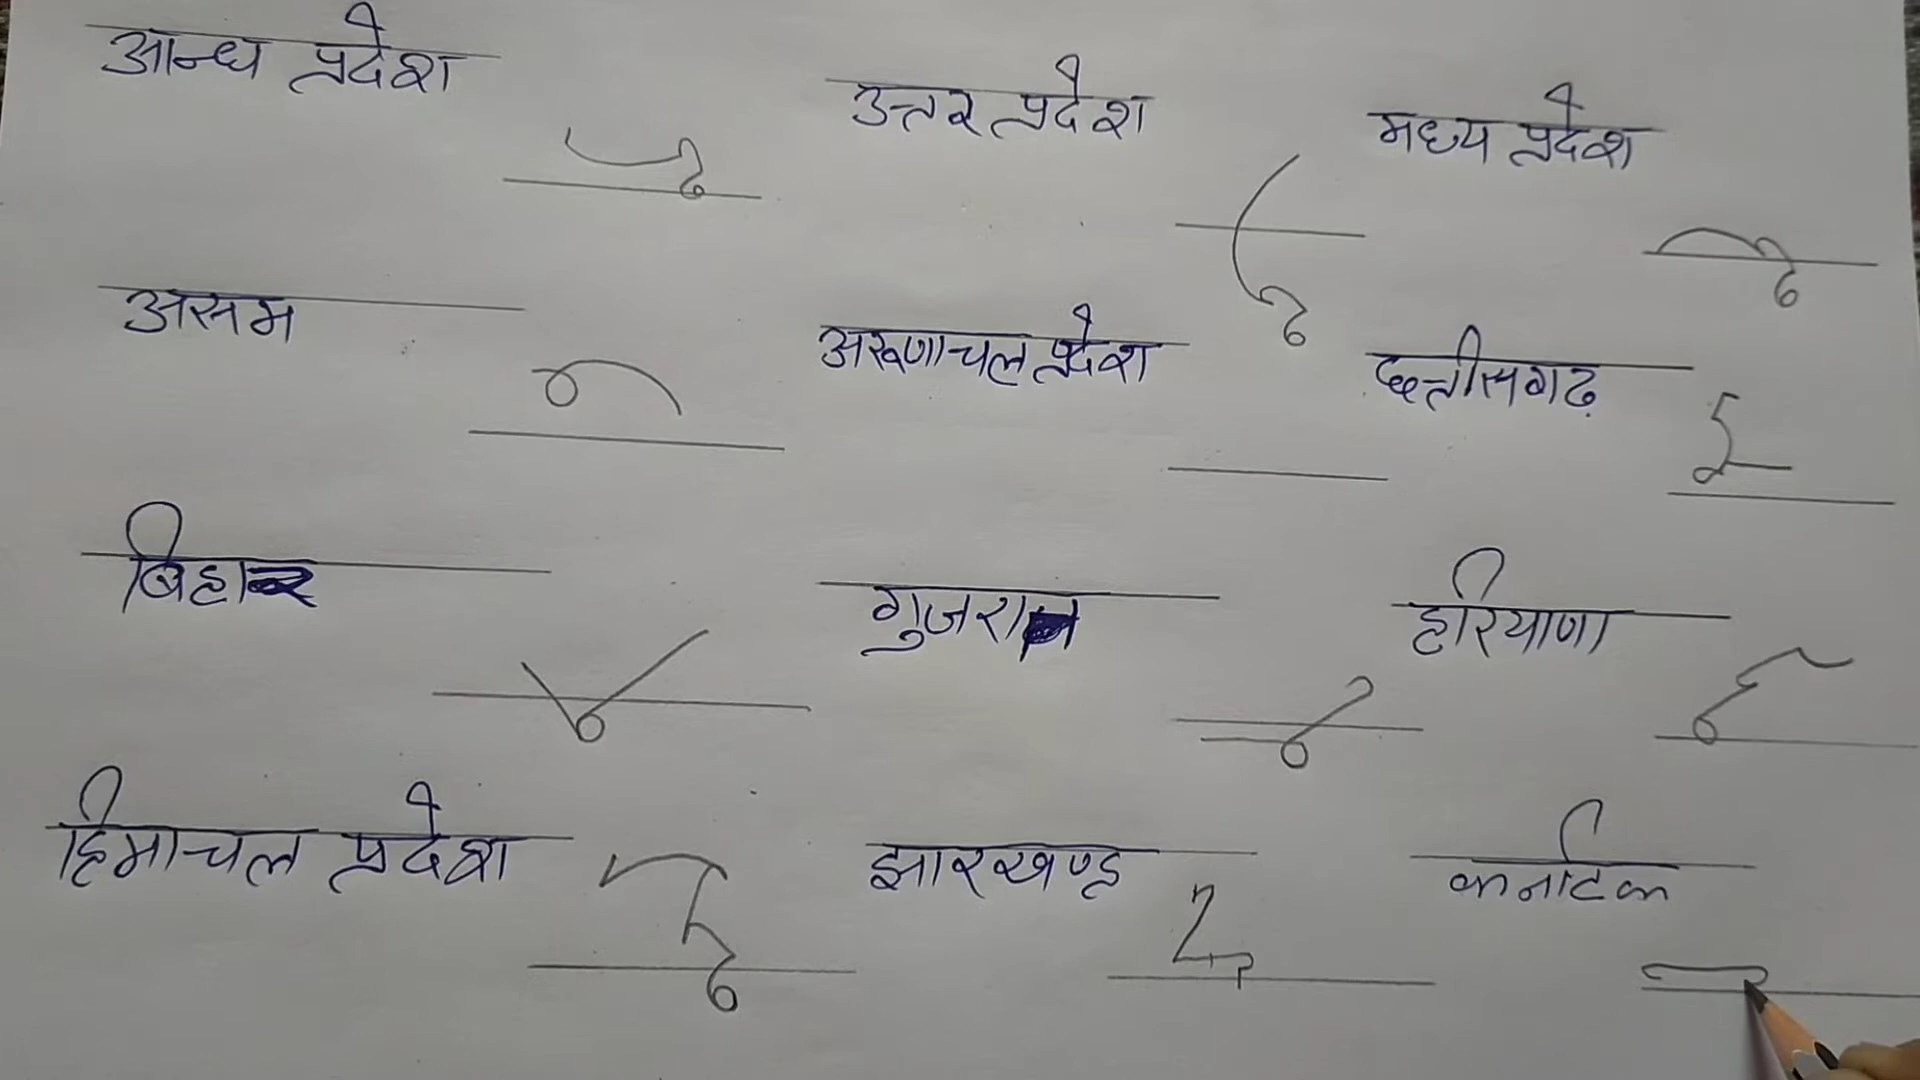 आन्ध प्रदेश
उत्तर प्रदेश
मध्य प्रदेश
असम
अरूणाचल प्रदेश
छत्तीसगढ़
बिहार
गुजरात
हरियाणा
हिमाचल प्रदेश
झारखण्ड
कर्नाटक